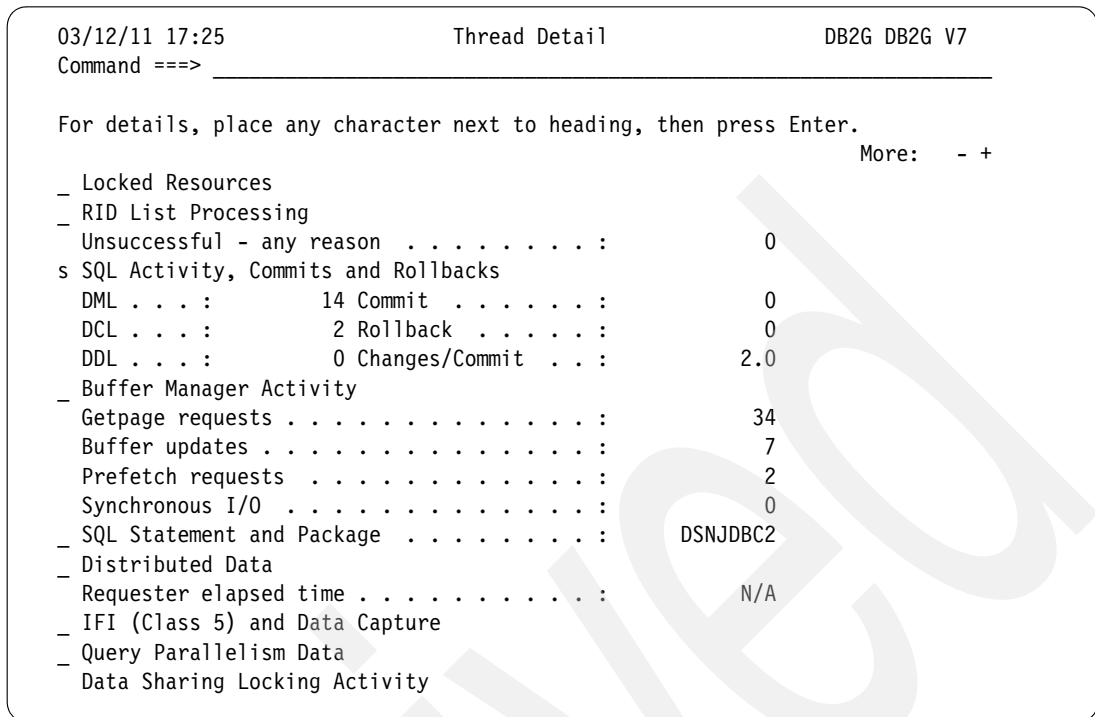 03/12/11 17:25 Thread Detail DB2G DB2G V7
Command ===> _______________________________________________________________
For details, place any character next to heading, then press Enter.
More: - +
_ Locked Resources
_ RID List Processing
Unsuccessful - any reason . . . . . . . . : 0
s SQL Activity, Commits and Rollbacks
DML . . . : 14 Commit . . . . . . : 0
DCL . . . : 2 Rollback . . . . . : 0
DDL . . . : 0 Changes/Commit . . : 2.0
_ Buffer Manager Activity
Getpage requests . . . . . . . . . . . . . : 34
Buffer updates . . . . . . . . . . . . . . : 7
Prefetch requests . . . . . . . . . . . . : 2
Synchronous I/O . . . . . . . . . . . . . : 0
_ SQL Statement and Package . . . . . . . . : DSNJDBC2
_ Distributed Data
Requester elapsed time . . . . . . . . . . : N/A
_ IFI (Class 5) and Data Capture
_ Query Parallelism Data
Data Sharing Locking Activity